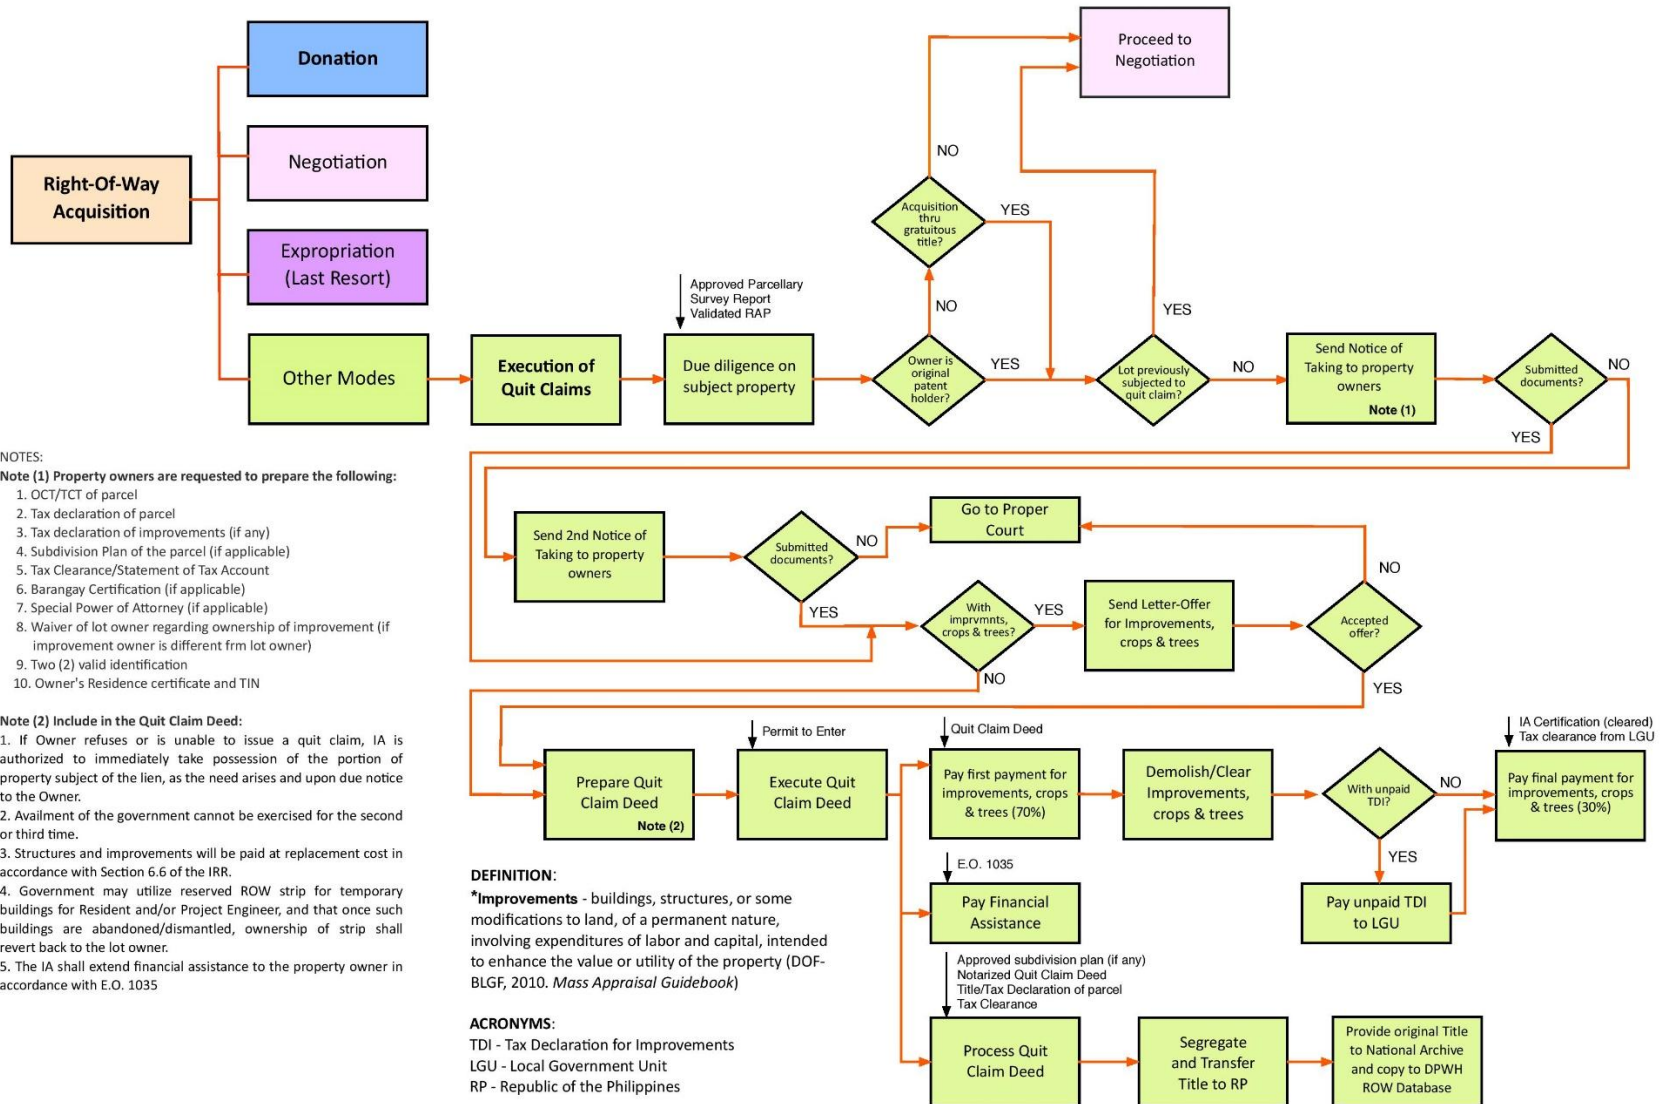 Donation
Negotiation
Right-Of-Way
Acquisition
Expropriation
(Last Resort)
Other Modes
Execution of
Quit Claims
Approved Parcellary
Survey Report
Validated RAP
Due diligence on
subject property
Owner is
original
patent
holder?
NO
YES
Acquisition
thru
gratuitous
title?
NO
YES
Proceed to
Negotiation
Lot previously
subjected to
quit claim?
YES
NO
Send Notice of
Taking to property
owners
Note (1)
Submitted
documents?
NO
YES
NOTES:
Note (1) Property owners are requested to prepare the following:
1. OCT/TCT of parcel
2. Tax declaration of parcel
3. Tax declaration of improvements (if any)
4. Subdivision Plan of the parcel (if applicable)
5. Tax Clearance/Statement of Tax Account
6. Barangay Certification (if applicable)
7. Special Power of Attorney (if applicable)
8. Waiver of lot owner regarding ownership of improvement (if
improvement owner is different frm lot owner)
9. Two (2) valid identification
10. Owner's Residence certificate and TIN
Note (2) Include in the Quit Claim Deed:
1. If Owner refuses or is unable to issue a quit claim, IA is
authorized to immediately take possession of the portion of
property subject of the lien, as the need arises and upon due notice
to the Owner.
2. Availment of the government cannot be exercised for the second
or third time.
3. Structures and improvements will be paid at replacement cost in
accordance with Section 6.6 of the IRR.
4. Government may utilize reserved ROW strip for temporary
buildings for Resident and/or Project Engineer, and that once such
buildings are abandoned/dismantled, ownership of strip shall
revert back to the lot owner.
5. The IA shall extend financial assistance to the property owner in
accordance with E.O. 1035
Send 2nd Notice of
Taking to property
owners
Submitted
documents?
NO
YES
Go to Proper
Court
With
imprvmnts,
crops & trees?
YES
NO
Send Letter-Offer
for Improvements,
crops & trees
Accepted
offer?
NO
YES
Prepare Quit
Claim Deed
Note (2)
Permit to Enter
Execute Quit
Claim Deed
Quit Claim Deed
Pay first payment for
improvements, crops
& trees (70%)
Demolish/Clear
Improvements,
crops & trees
With unpaid
TDI?
NO
YES
IA Certification (cleared)
Tax clearance from LGU
Pay final payment for
improvements, crops
& trees (30%)
Pay unpaid TDI
to LGU
E.O. 1035
Pay Financial
Assistance
Approved subdivision plan (if any)
Notarized Quit Claim Deed
Title/Tax Declaration of parcel
Tax Clearance
Process Quit
Claim Deed
Segregate
and Transfer
Title to RP
Provide original Title
to National Archive
and copy to DPWH
ROW Database
DEFINITION:
*Improvements - buildings, structures, or some
modifications to land, of a permanent nature,
involving expenditures of labor and capital, intended
to enhance the value or utility of the property (DOF-
BLGF, 2010. Mass Appraisal Guidebook)
ACRONYMS:
TDI - Tax Declaration for Improvements
LGU - Local Government Unit
RP - Republic of the Philippines